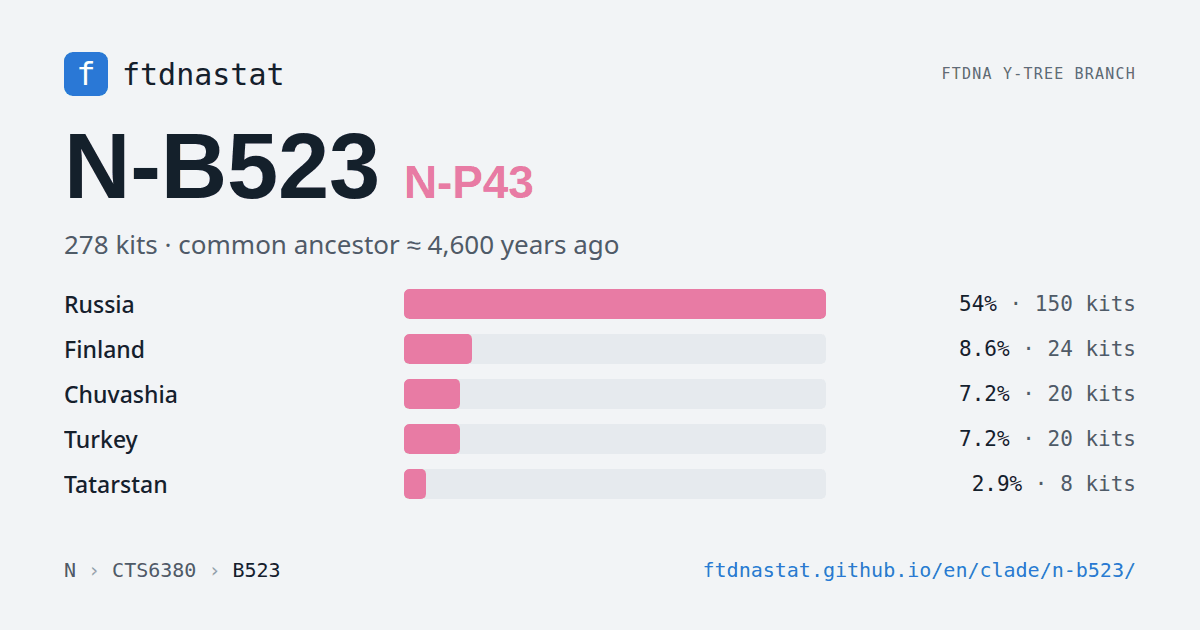 f ftdnastat
FTDNA Y-TREE BRANCH
N-B523 N-P43
278 kits · common ancestor ≈ 4,600 years ago
Russia 54% · 150 kits
Finland 8.6% · 24 kits
Chuvashia 7.2% · 20 kits
Turkey 7.2% · 20 kits
Tatarstan 2.9% · 8 kits
N › CTS6380 › B523
ftdnastat.github.io/en/clade/n-b523/